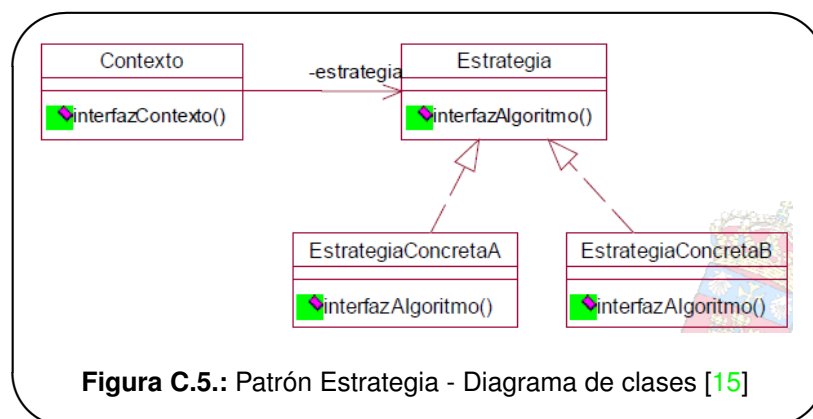 Contexto
interfazContexto()
-estrategia
Estrategia
interfazAlgoritmo()
EstrategiaConcretaA
interfazAlgoritmo()
EstrategiaConcretaB
interfazAlgoritmo()
Figura C.5.: Patrón Estrategia - Diagrama de clases [15]